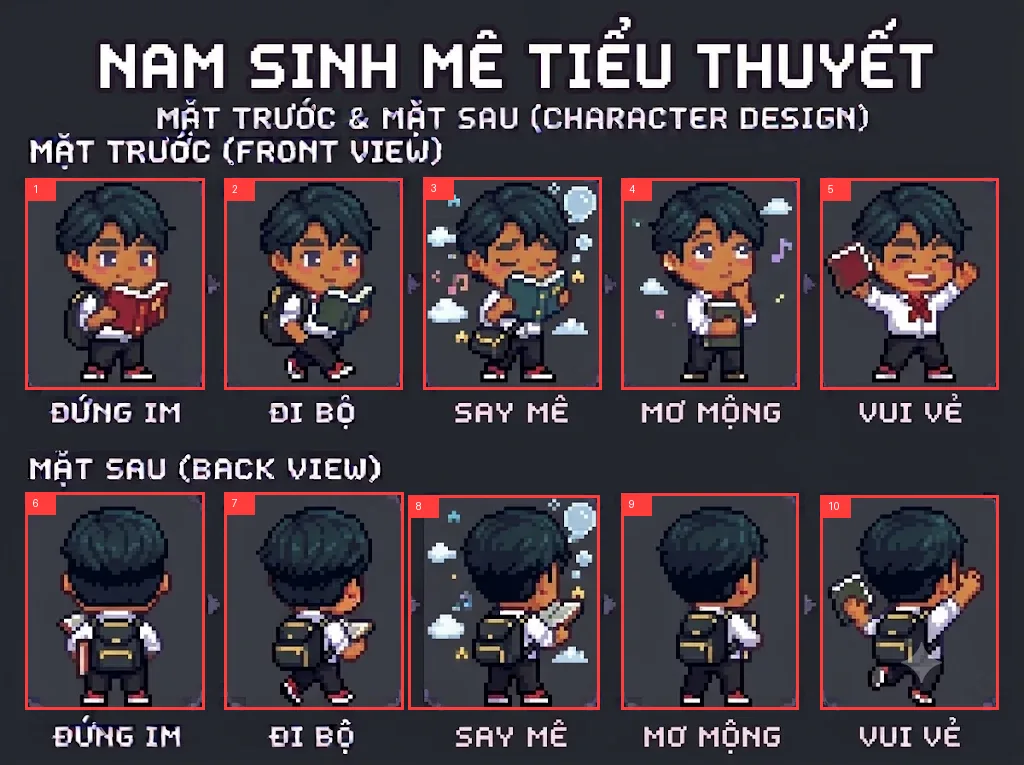 NAM SINH MÊ TIỂU THUYẾT
MẶT TRƯỚC & MẶT SAU (CHARACTER DESIGN)
MẶT TRƯỚC (FRONT VIEW)
1 2 3 4 5
ĐỨNG IM ĐI BỘ SAY MÊ MƠ MỘNG VUI VẺ
MẶT SAU (BACK VIEW)
6 7 8 9 10
ĐỨNG IM ĐI BỘ SAY MÊ MƠ MỘNG VUI VẺ